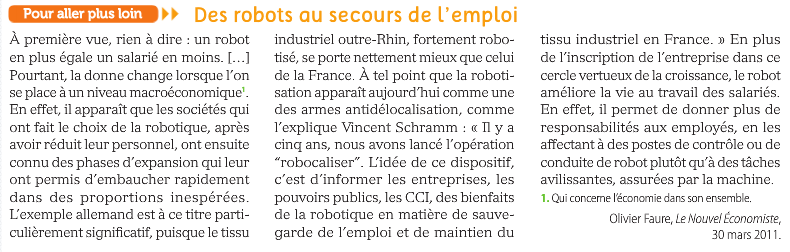 Pour aller plus loin
Des robots au secours de l'emploi
À première vue, rien à dire : un robot
en plus égale un salarié en moins. [...]
Pourtant, la donne change lorsque l'on
se place à un niveau macroéconomique¹.
En effet, il apparaît que les sociétés qui
ont fait le choix de la robotique, après
avoir réduit leur personnel, ont ensuite
connu des phases d'expansion qui leur
ont permis d'embaucher rapidement
dans des proportions inespérées.
L'exemple allemand est à ce titre parti-
culièrement significatif, puisque le tissu
industriel outre-Rhin, fortement robo-
tisé, se porte nettement mieux que celui
de la France. À tel point que la roboti-
sation apparaît aujourd'hui comme une
des armes antidélocalisation, comme
l'explique Vincent Schramm : « Il y a
cinq ans, nous avons lancé l'opération
"robocaliser". L'idée de ce dispositif,
c'est d'informer les entreprises, les
pouvoirs publics, les CCI, des bienfaits
de la robotique en matière de sauve-
garde de l'emploi et de maintien du
tissu industriel en France. » En plus
de l'inscription de l'entreprise dans ce
cercle vertueux de la croissance, le robot
améliore la vie au travail des salariés.
En effet, il permet de donner plus de
responsabilités aux employés, en les
affectant à des postes de contrôle ou de
conduite de robot plutôt qu'à des tâches
avilissantes, assurées par la machine.
1. Qui concerne l'économie dans son ensemble.
Olivier Faure, Le Nouvel Économiste,
30 mars 2011.